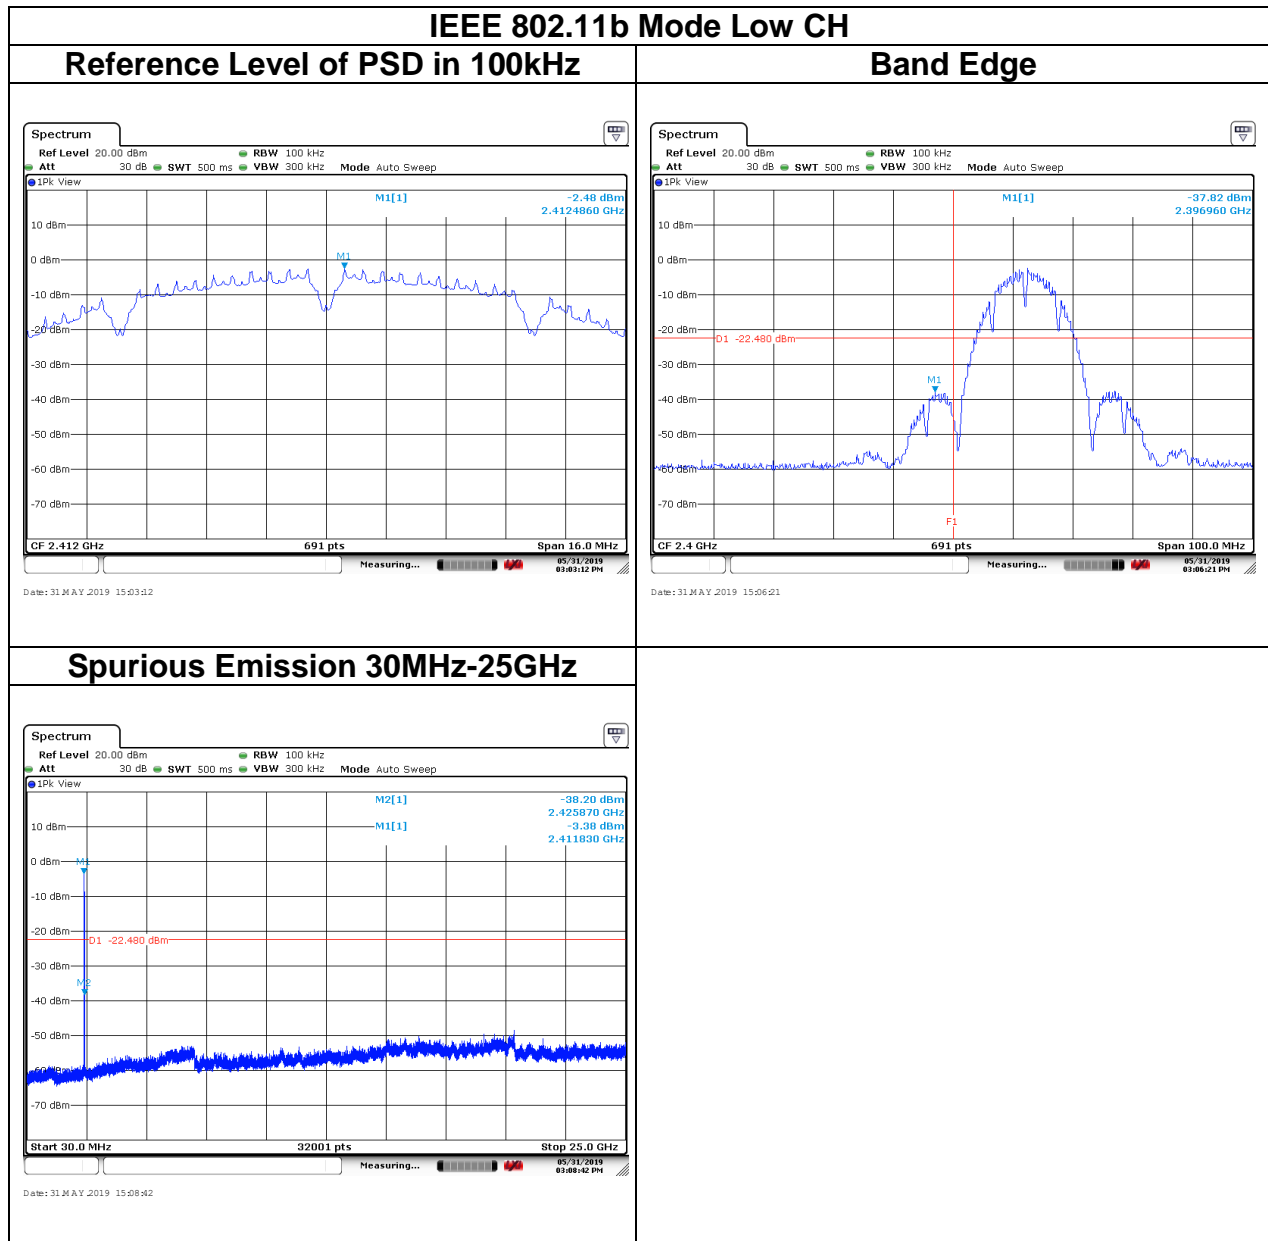 IEEE 802.11b Mode Low CH
Reference Level of PSD in 100kHz
Band Edge
Spectrum
Ref Level 20.00 dBm
RBW 100 kHz
Att 30 dB SWT 500 ms VBW 300 kHz Mode Auto Sweep
1Pk View
M1[1] -2.48 dBm
2.4124860 GHz
10 dBm
0 dBm
M1
-10 dBm
-20 dBm
-30 dBm
-40 dBm
-50 dBm
-60 dBm
-70 dBm
CF 2.412 GHz 691 pts Span 16.0 MHz
Measuring... 05/31/2019
03:03:12 PM
Date: 31.MAY.2019 15:03:12
Spectrum
Ref Level 20.00 dBm
RBW 100 kHz
Att 30 dB SWT 500 ms VBW 300 kHz Mode Auto Sweep
1Pk View
M1[1] -37.82 dBm
2.396960 GHz
10 dBm
0 dBm
-10 dBm
-20 dBm
D1 -22.480 dBm
-30 dBm
M1
-40 dBm
-50 dBm
-60 dBm
-70 dBm
F1
CF 2.4 GHz 691 pts Span 100.0 MHz
Measuring... 05/31/2019
03:06:21 PM
Date: 31.MAY.2019 15:06:21
Spurious Emission 30MHz-25GHz
Spectrum
Ref Level 20.00 dBm
RBW 100 kHz
Att 30 dB SWT 500 ms VBW 300 kHz Mode Auto Sweep
1Pk View
M2[1] -38.20 dBm
2.425870 GHz
10 dBm
M1[1] -3.38 dBm
2.411830 GHz
0 dBm
M1
-10 dBm
-20 dBm
D1 -22.480 dBm
-30 dBm
M2
-40 dBm
-50 dBm
-60 dBm
-70 dBm
Start 30.0 MHz 32001 pts Stop 25.0 GHz
Measuring... 05/31/2019
03:08:42 PM
Date: 31.MAY.2019 15:08:42